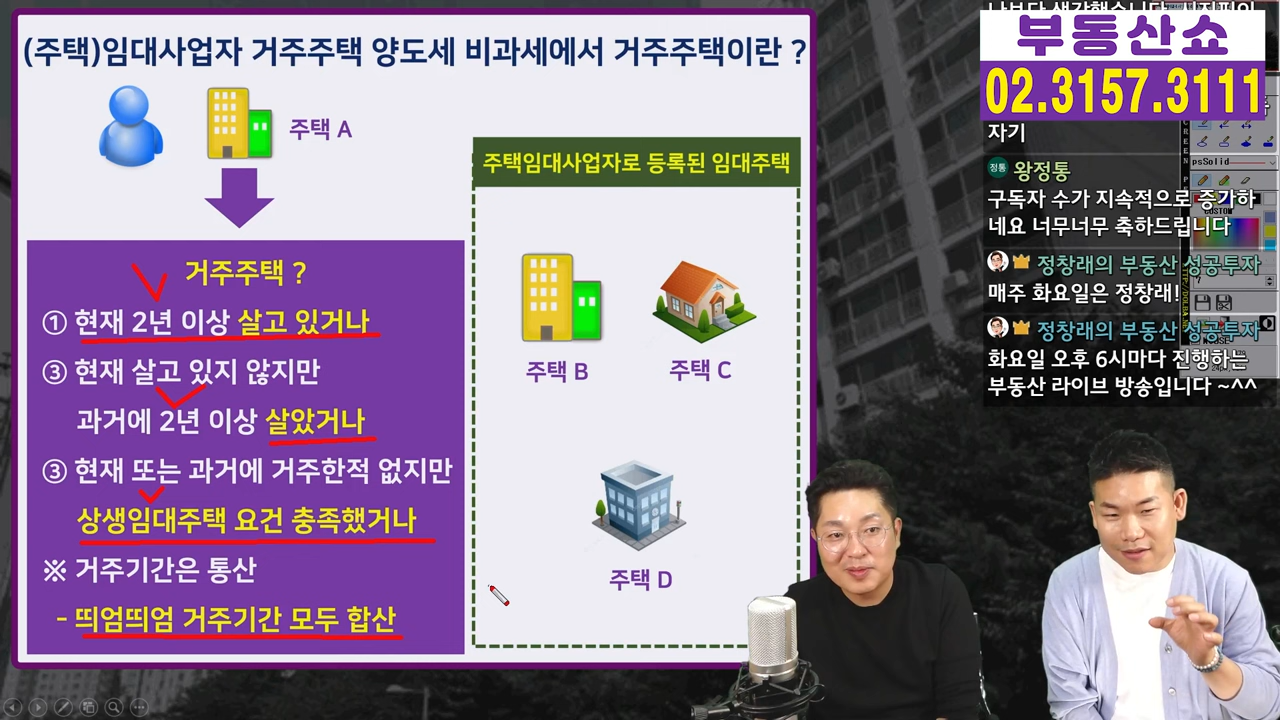 (주택)임대사업자 거주주택 양도세 비과세에서 거주주택이란 ?
주택 A
거주주택 ?
① 현재 2년 이상 살고 있거나
③ 현재 살고 있지 않지만
과거에 2년 이상 살았거나
③ 현재 또는 과거에 거주한적 없지만
상생임대주택 요건 충족했거나
※ 거주기간은 통산
- 띄엄띄엄 거주기간 모두 합산
주택임대사업자로 등록된 임대주택
주택 B
주택 C
주택 D
부동산쇼
02.3157.3111
자기
정통 왕정통
구독자 수가 지속적으로 증가하
네요 너무너무 축하드립니다
정창래의 부동산 성공투자
매주 화요일은 정창래!
정창래의 부동산 성공투자
화요일 오후 6시마다 진행하는
부동산 라이브 방송입니다 ~^^
psSolid